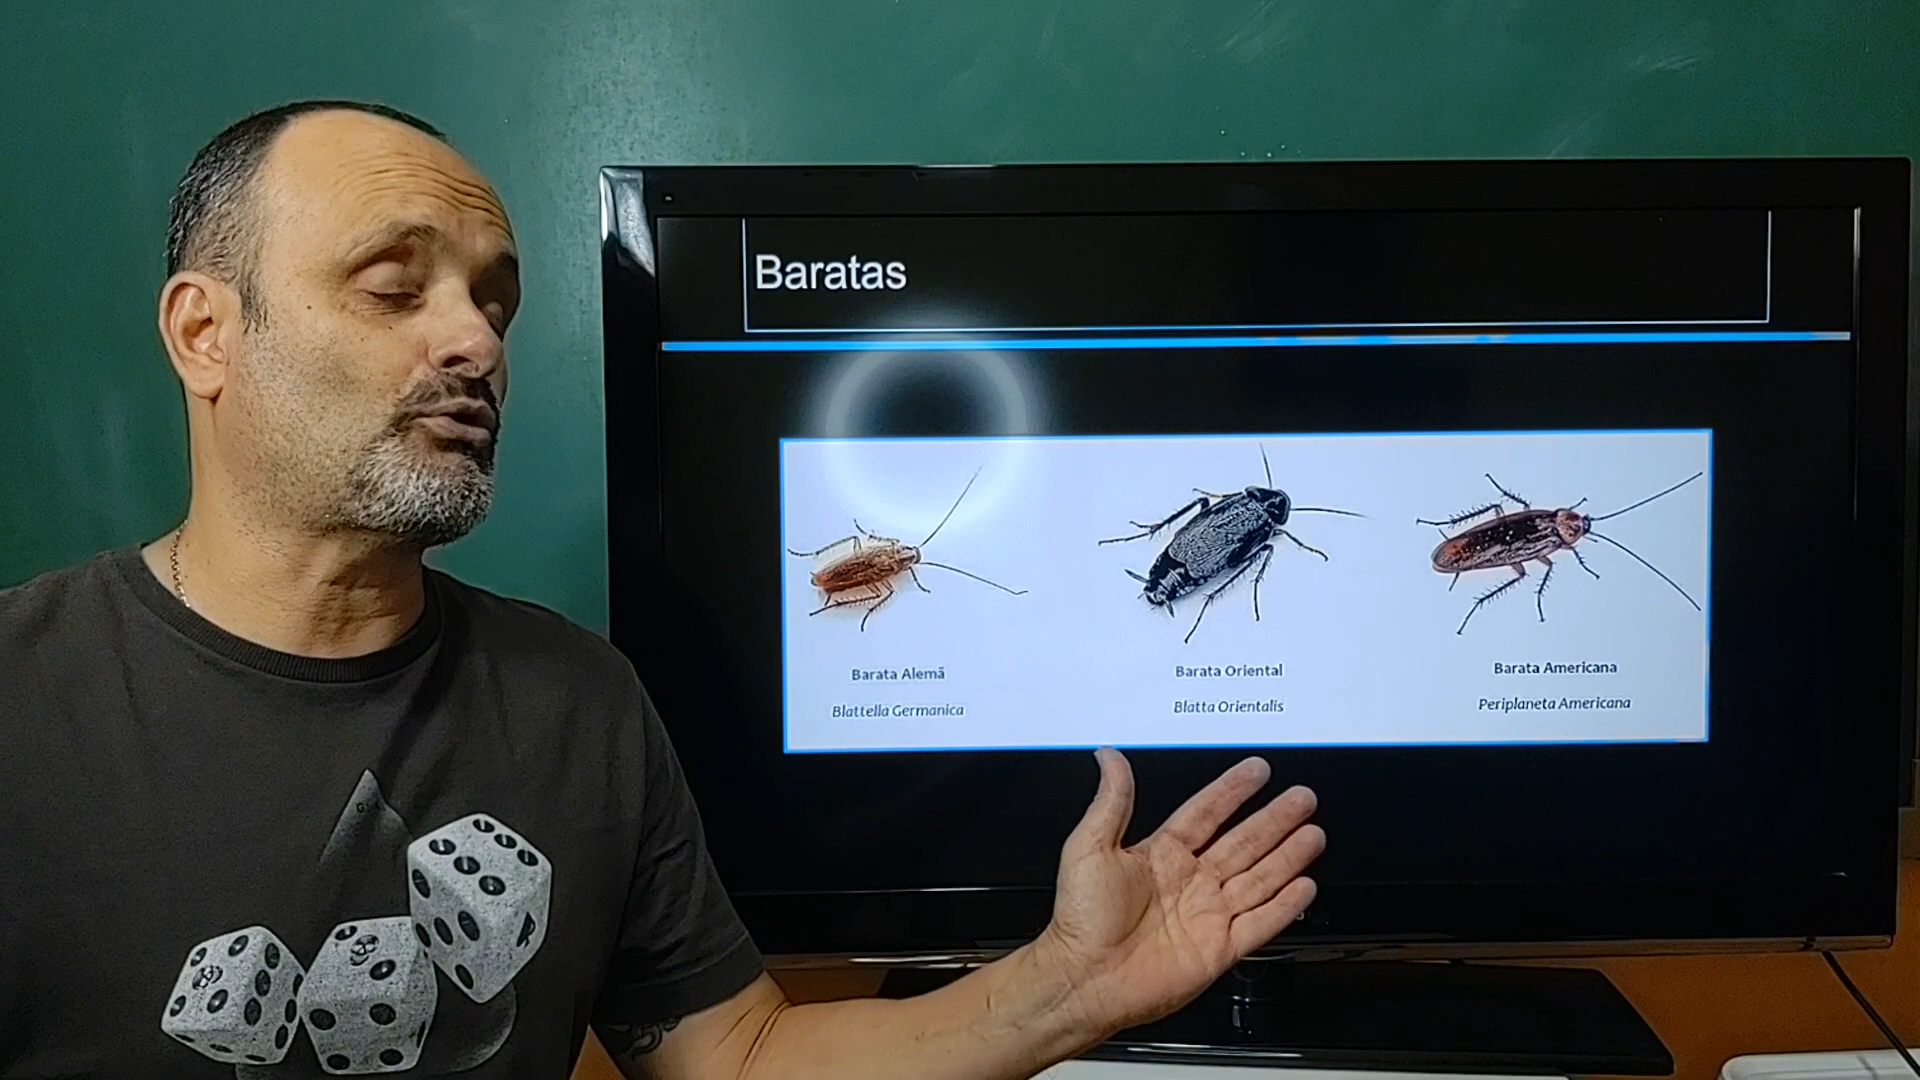 Baratas
Barata Alemã
Blattella Germanica
Barata Oriental
Blatta Orientalis
Barata Americana
Periplaneta Americana